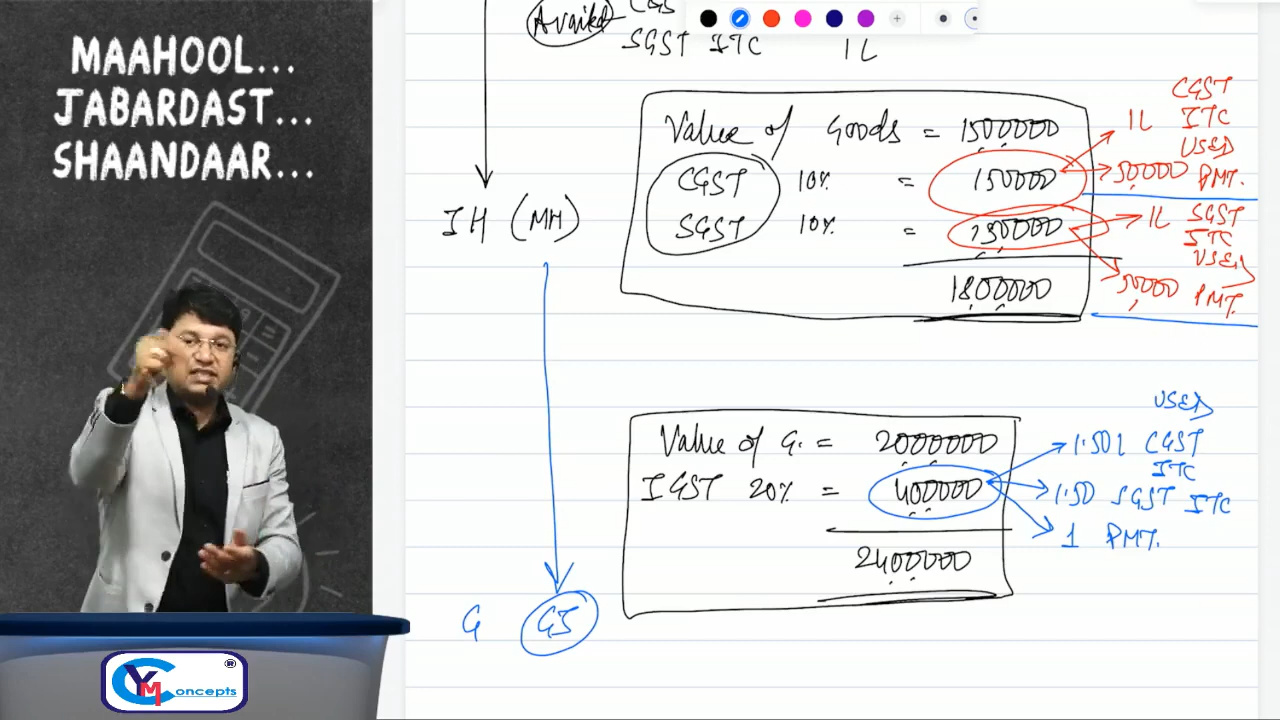 MAAHOOL...
JABARDAST...
SHAANDAAR...
YM Concepts ®
Availed
SGST ITC 1L
Value of Goods = 1500000
CGST 10% = 150000
SGST 10% = 150000
1800000
1L CGST ITC USED
50000 PMT.
1L SGST ITC USED
50000 PMT.
IH (MH)
Value of G. = 2000000
IGST 20% = 400000
2400000
USED
1.50L CGST ITC
1.50 SGST ITC
1 PMT.
G GJ